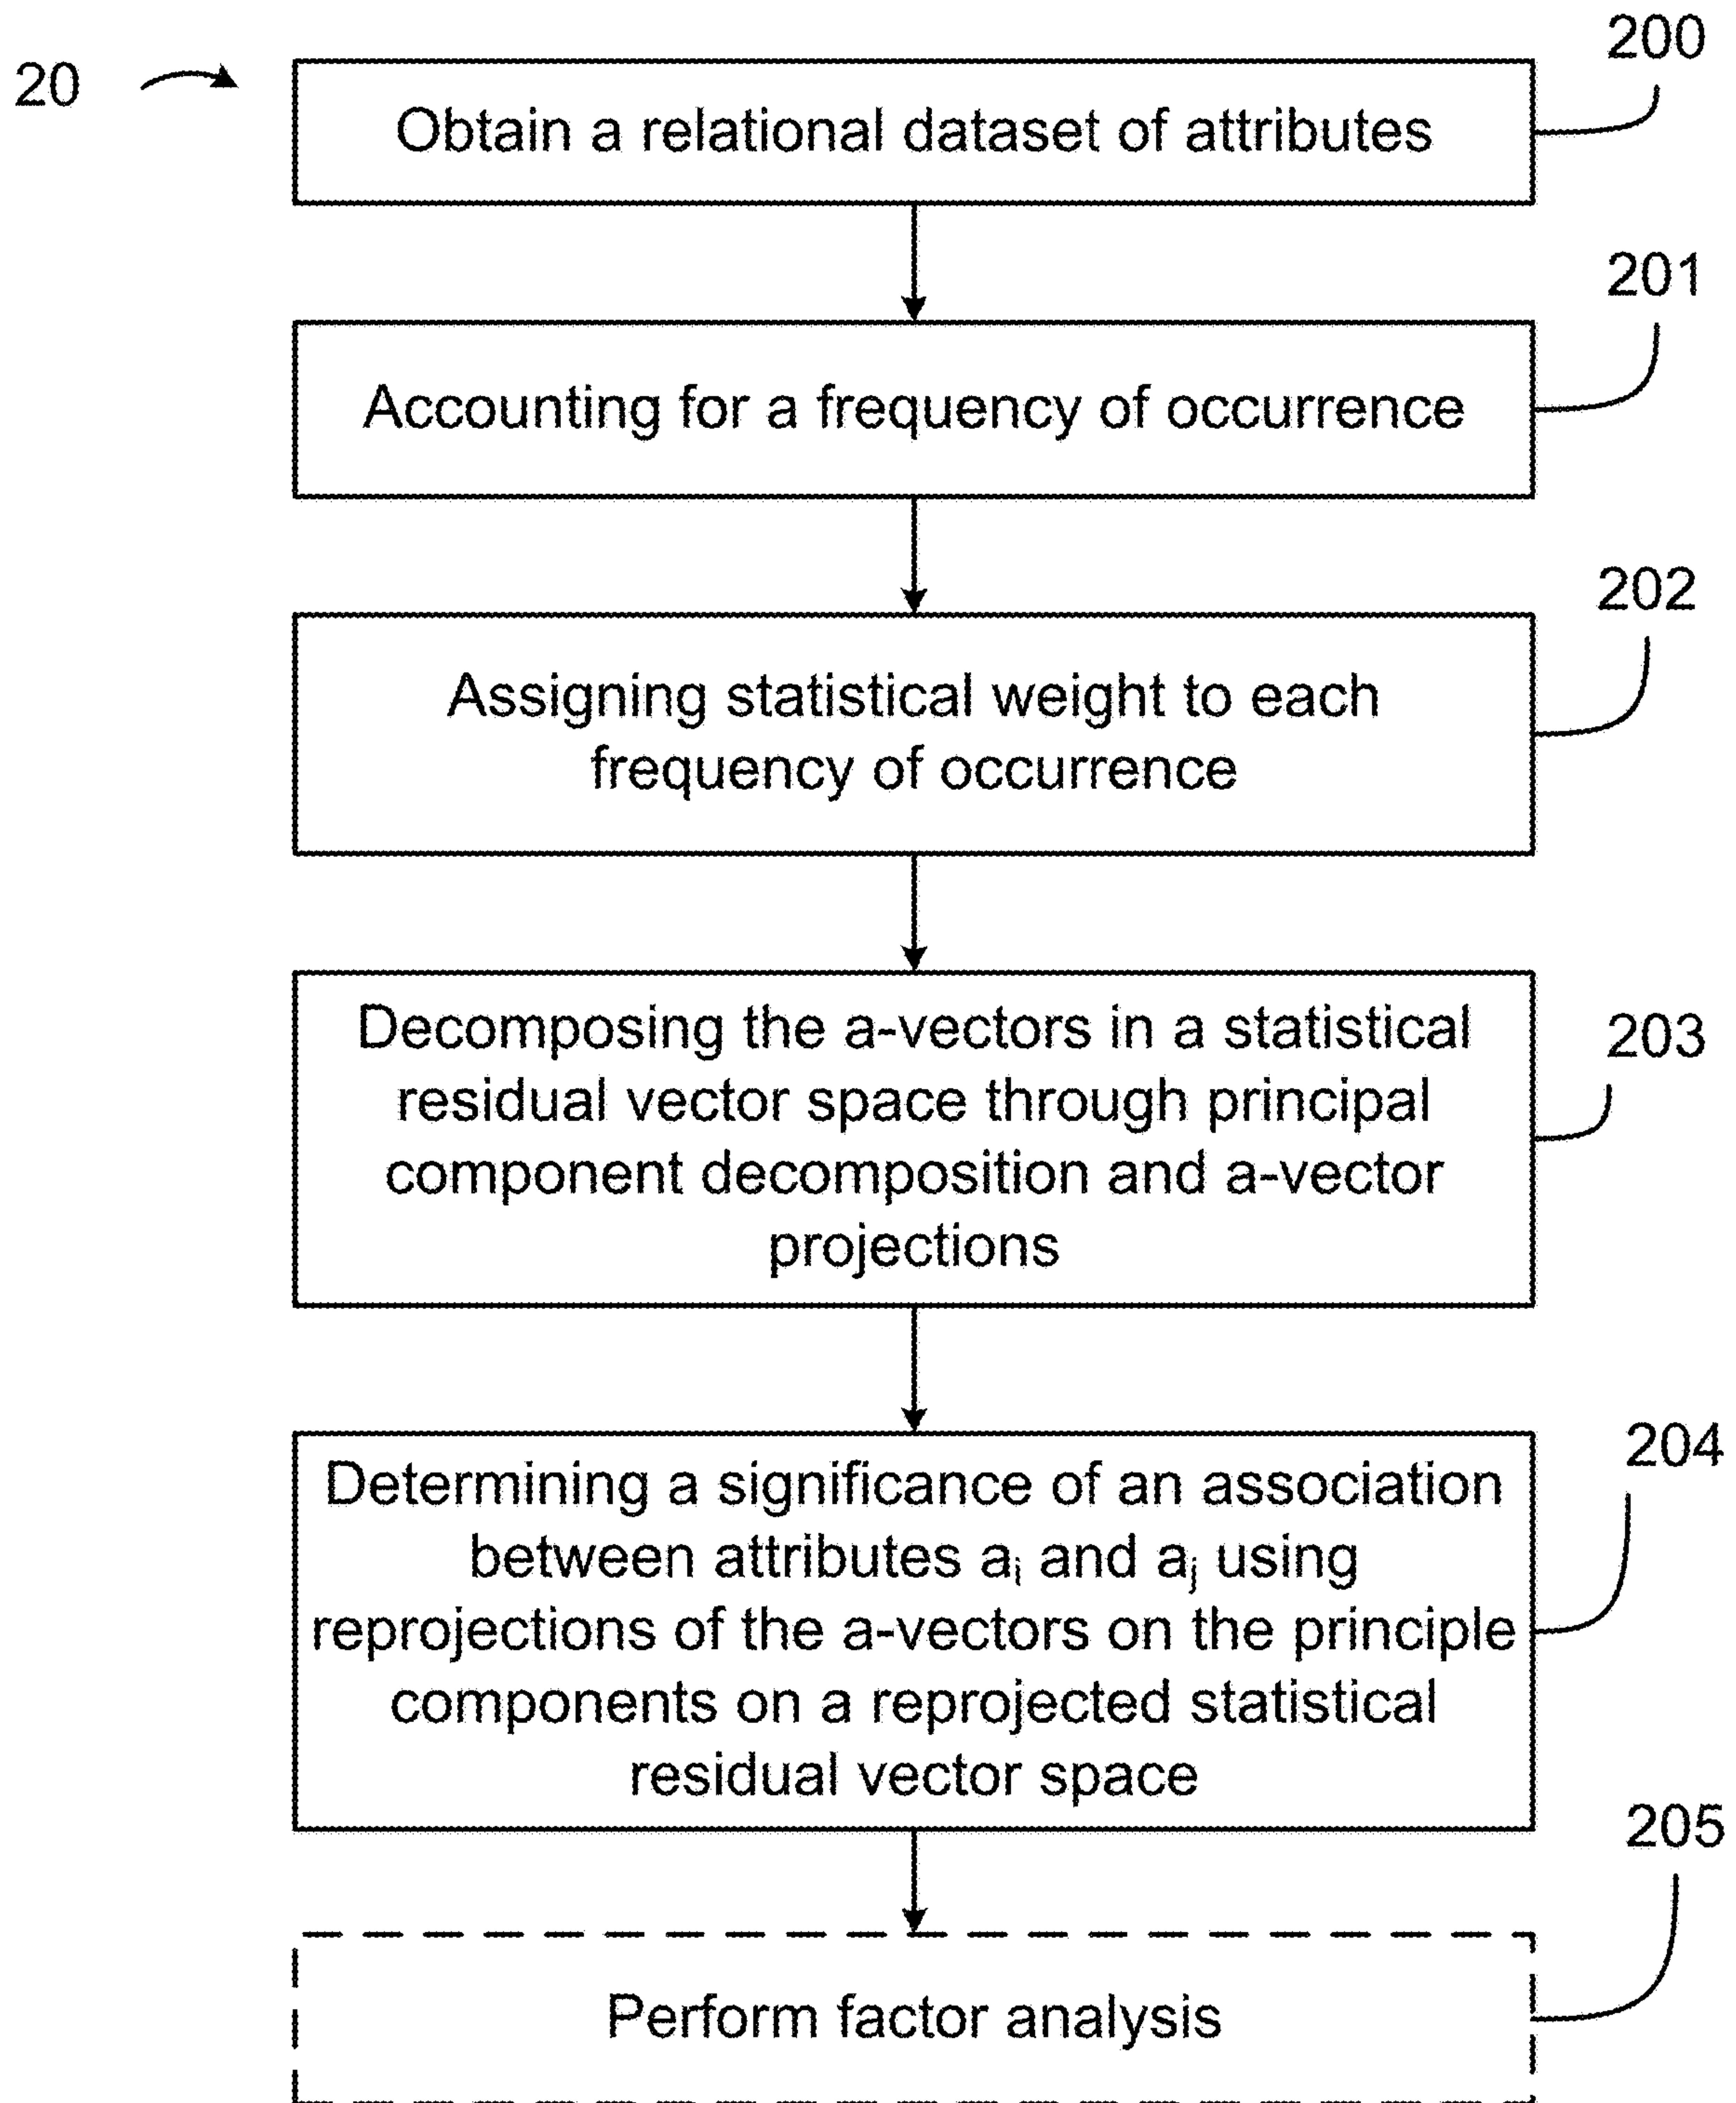 200
20
Obtain a relational dataset of attributes
201
Accounting for a frequency of occurrence
202
Assigning statistical weight to each
frequency of occurrence
203
Decomposing the a-vectors in a statistical
residual vector space through principal
component decomposition and a-vector
projections
204
Determining a significance of an association
between attributes aᵢ and aⱼ using
reprojections of the a-vectors on the principle
components on a reprojected statistical
residual vector space
205
Perform factor analysis